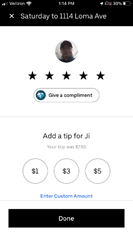 Verizon 1:14 PM 30%
Saturday to 1114 Loma Ave
Give a compliment
Add a tip for Ji
Your trip was $7.95
$1 $3 $5
Enter Custom Amount
Done